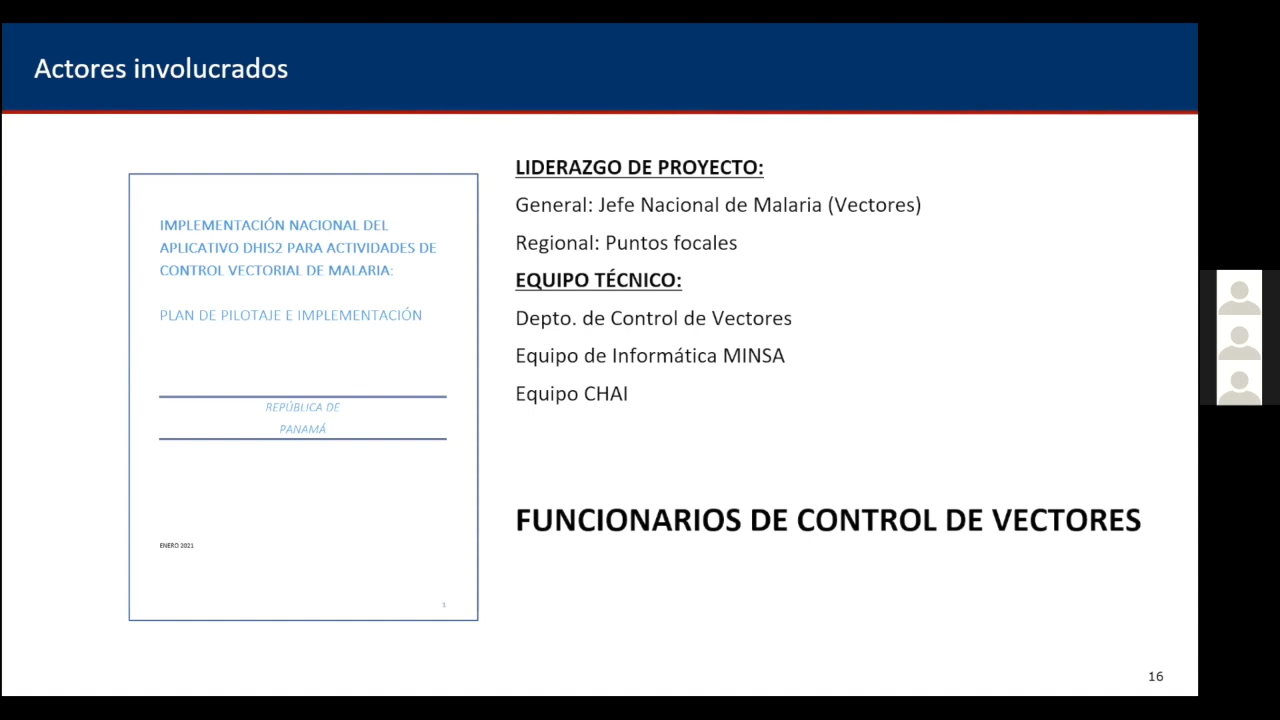 Actores involucrados
IMPLEMENTACIÓN NACIONAL DEL
APLICATIVO DHIS2 PARA ACTIVIDADES DE
CONTROL VECTORIAL DE MALARIA:
PLAN DE PILOTAJE E IMPLEMENTACIÓN
REPÚBLICA DE
PANAMÁ
ENERO 2021
1
LIDERAZGO DE PROYECTO:
General: Jefe Nacional de Malaria (Vectores)
Regional: Puntos focales
EQUIPO TÉCNICO:
Depto. de Control de Vectores
Equipo de Informática MINSA
Equipo CHAI
FUNCIONARIOS DE CONTROL DE VECTORES
16